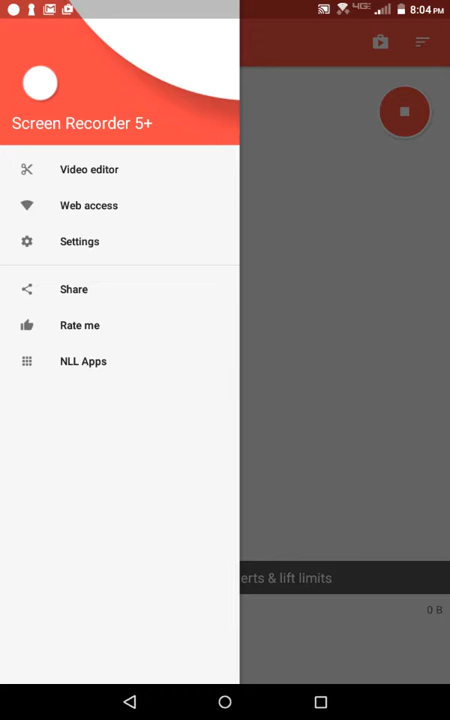 4G 8:04 PM
Screen Recorder 5+
Video editor
Web access
Settings
Share
Rate me
NLL Apps
erts & lift limits
0 B